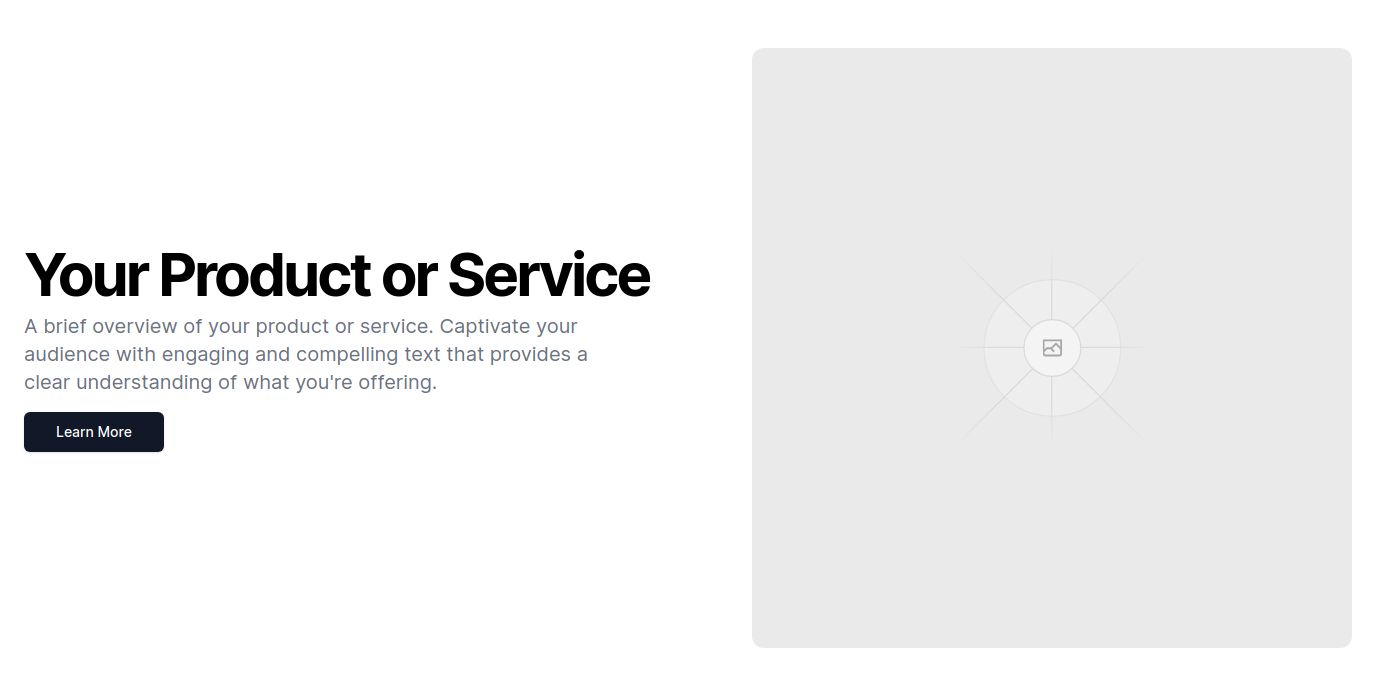 Your Product or Service
A brief overview of your product or service. Captivate your
audience with engaging and compelling text that provides a
clear understanding of what you're offering.
Learn More